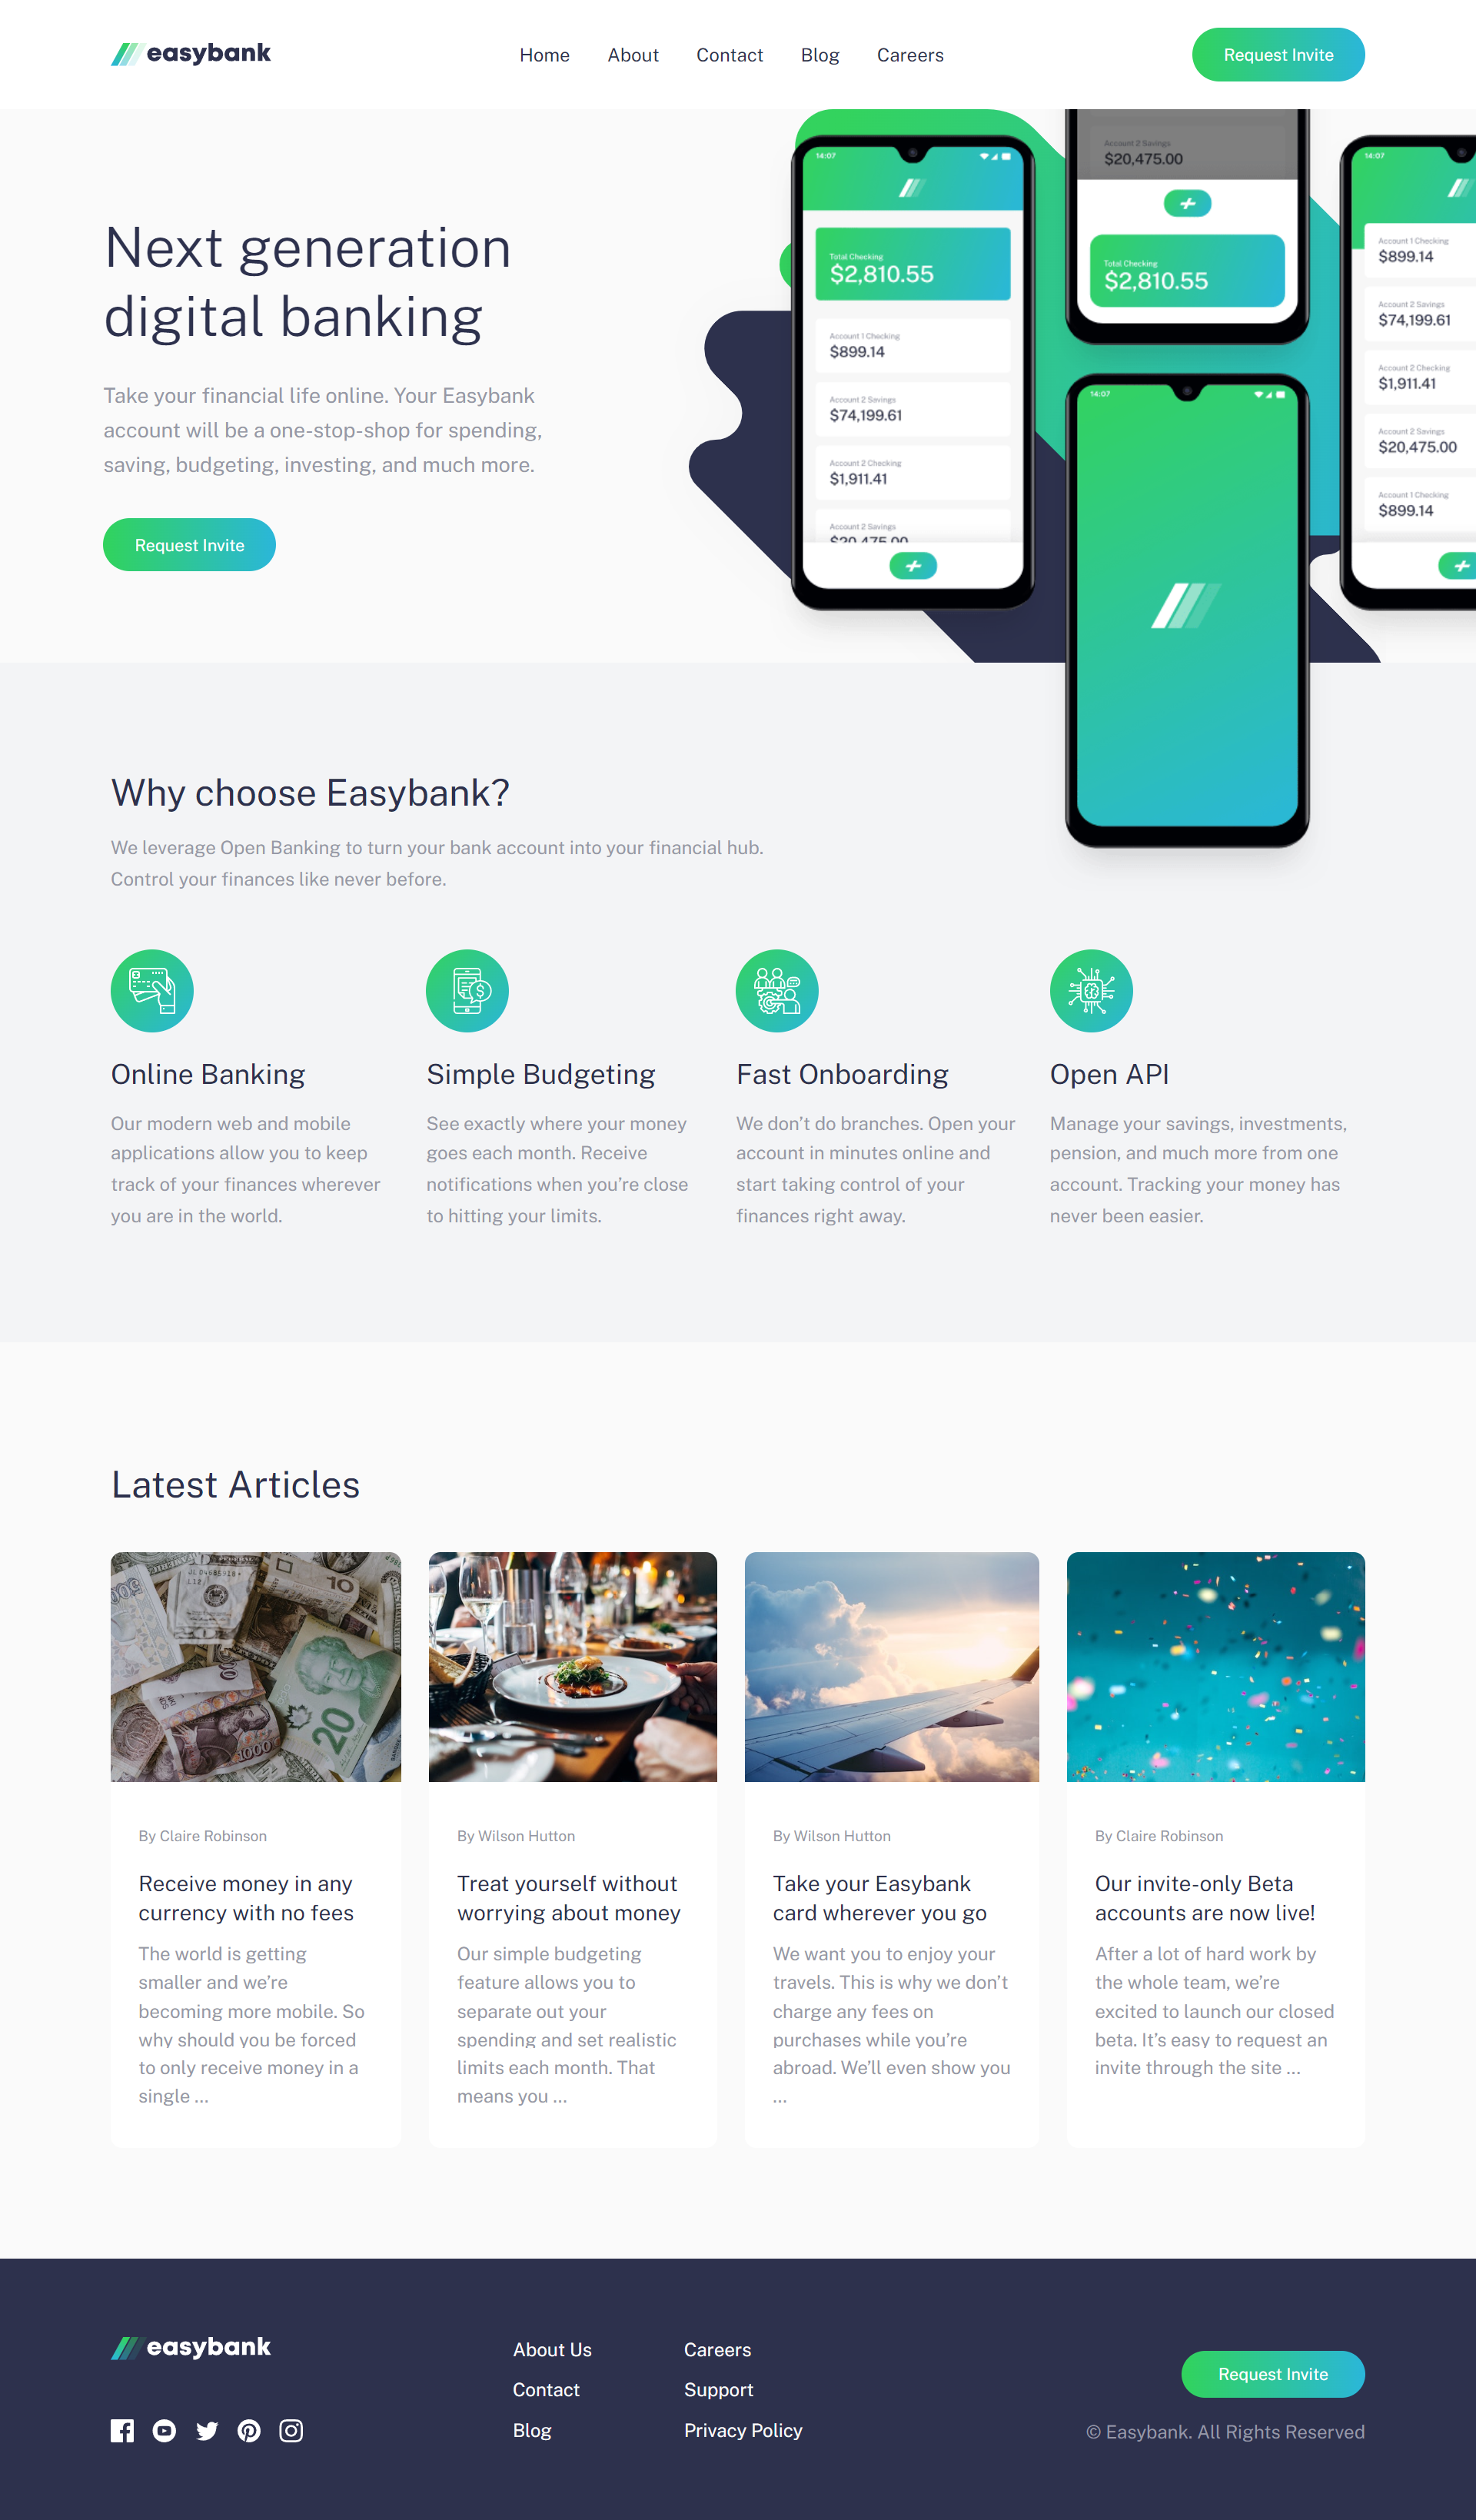 easybank
Home About Contact Blog Careers
Request Invite
Next generation
digital banking
Take your financial life online. Your Easybank
account will be a one-stop-shop for spending,
saving, budgeting, investing, and much more.
Request Invite
14:07
Total Checking
$2,810.55
Account 1 Checking
$899.14
Account 2 Savings
$74,199.61
Account 2 Checking
$1,911.41
Account 2 Savings
$20,475.00
Account 2 Savings
$20,475.00
Total Checking
$2,810.55
14:07
14:07
Account 1 Checking
$899.14
Account 2 Savings
$74,199.61
Account 2 Checking
$1,911.41
Account 2 Savings
$20,475.00
Account 1 Checking
$899.14
Why choose Easybank?
We leverage Open Banking to turn your bank account into your financial hub.
Control your finances like never before.
Online Banking
Our modern web and mobile
applications allow you to keep
track of your finances wherever
you are in the world.
Simple Budgeting
See exactly where your money
goes each month. Receive
notifications when you’re close
to hitting your limits.
Fast Onboarding
We don’t do branches. Open your
account in minutes online and
start taking control of your
finances right away.
Open API
Manage your savings, investments,
pension, and much more from one
account. Tracking your money has
never been easier.
Latest Articles
10
20
1000
By Claire Robinson
Receive money in any
currency with no fees
The world is getting
smaller and we’re
becoming more mobile. So
why should you be forced
to only receive money in a
single …
By Wilson Hutton
Treat yourself without
worrying about money
Our simple budgeting
feature allows you to
separate out your
spending and set realistic
limits each month. That
means you …
By Wilson Hutton
Take your Easybank
card wherever you go
We want you to enjoy your
travels. This is why we don’t
charge any fees on
purchases while you’re
abroad. We’ll even show you
…
By Claire Robinson
Our invite-only Beta
accounts are now live!
After a lot of hard work by
the whole team, we’re
excited to launch our closed
beta. It’s easy to request an
invite through the site …
easybank
About Us
Contact
Blog
Careers
Support
Privacy Policy
Request Invite
© Easybank. All Rights Reserved